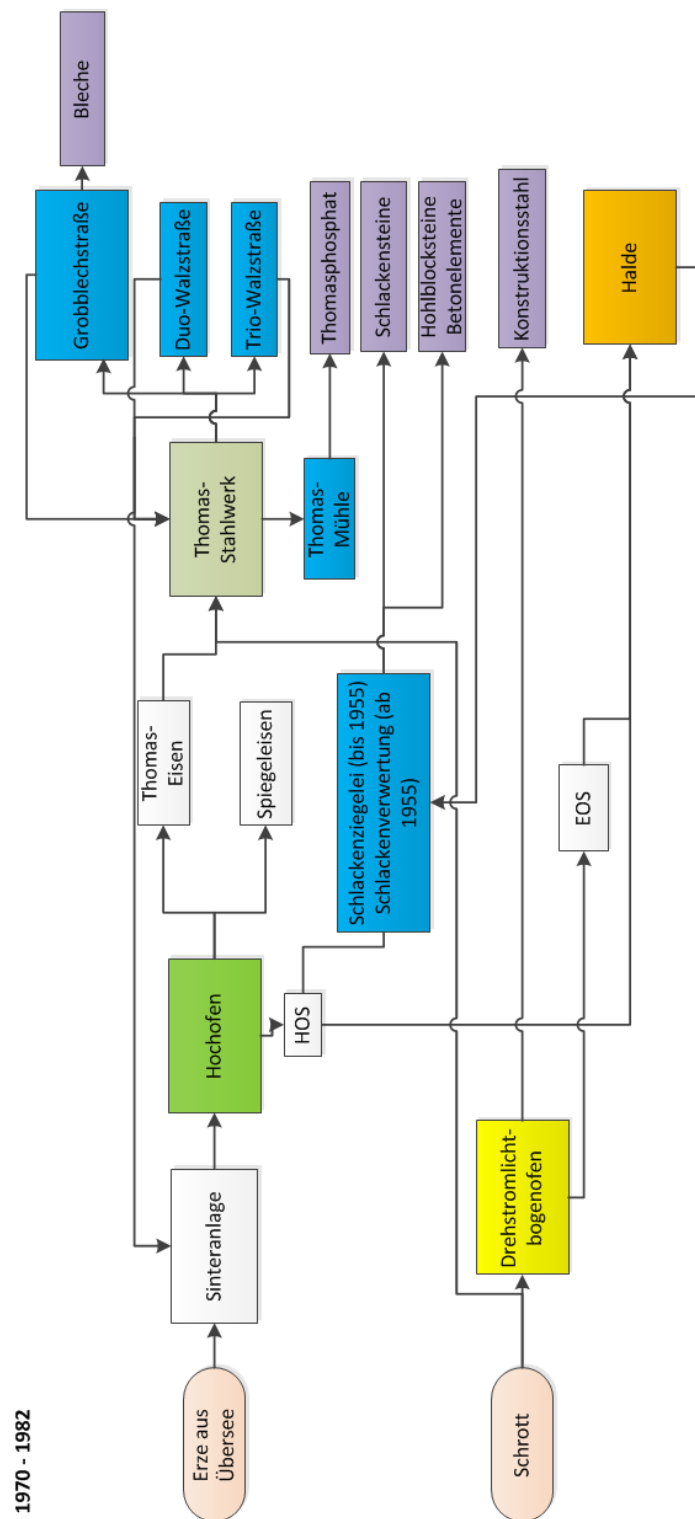 1970 - 1982
Erze aus
Übersee
Sinteranlage
Hochofen
HOS
Thomas-
Eisen
Spiegeleisen
Thomas-
Stahlwerk
Thomas-
Mühle
Grobblechstraße
Duo-Walzstraße
Trio-Walzstraße
Bleche
Thomasphosphat
Schlackenziegelei (bis 1955)
Schlackenverwertung (ab
1955)
Schlackensteine
Hohlblocksteine
Betonelemente
Schrott
Drehstromlicht-
bogenofen
EOS
Konstruktionsstahl
Halde